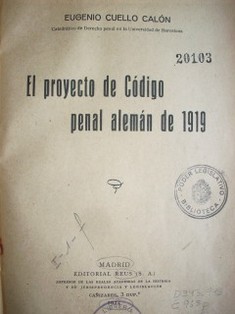 EUGENIO CUELLO CALÓN
Catedrático de Derecho penal en la Universidad de Barcelona
20103
El proyecto de Código
penal alemán de 1919
PODER LEGISLATIVO
BIBLIOTECA
MADRID
EDITORIAL REUS (S. A.)
IMPRESOR DE LAS REALES ACADEMIAS DE LA HISTORIA
Y DE JURISPRUDENCIA Y LEGISLACIÓN
CAÑIZARES, 3 DUP.º